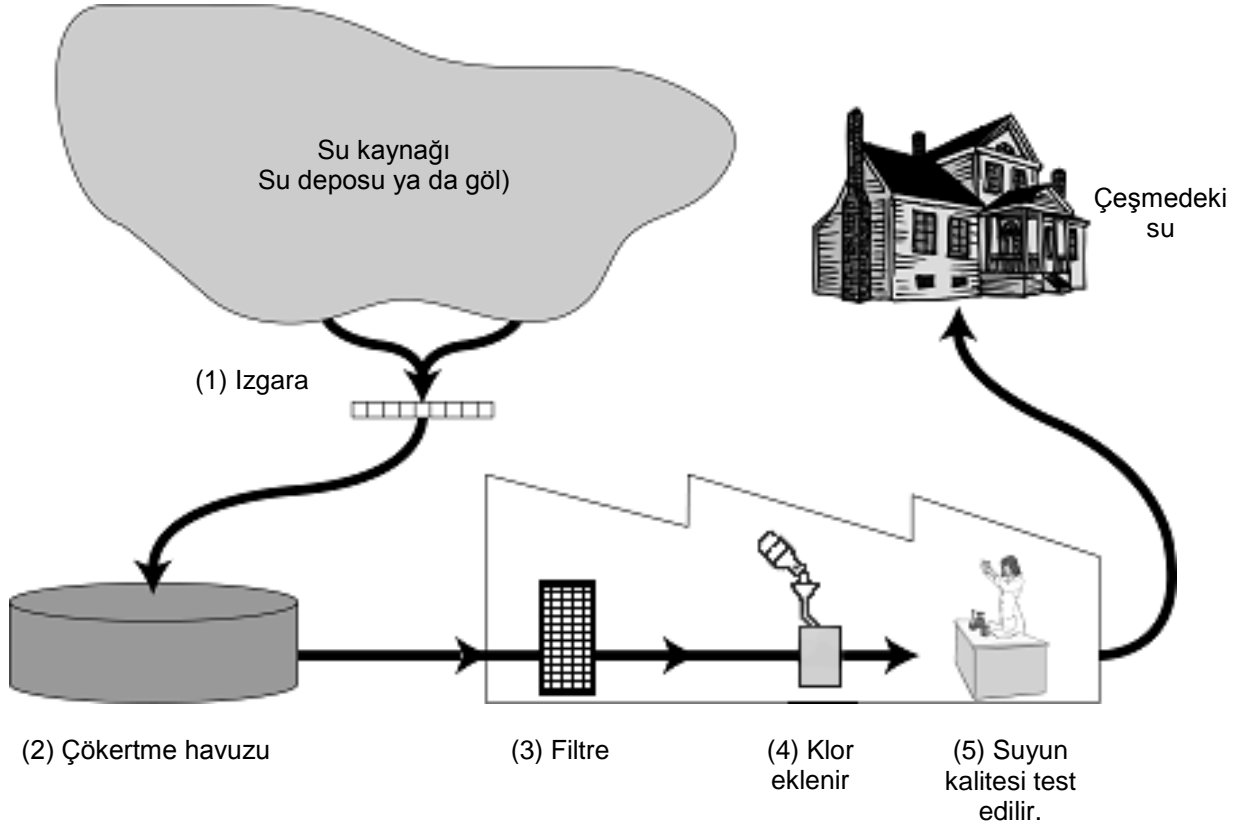 Su kaynağı
Su deposu ya da göl)
Çeşmedeki
su
(1) Izgara
(2) Çökertme havuzu
(3) Filtre
(4) Klor
eklenir
(5) Suyun
kalitesi test
edilir.